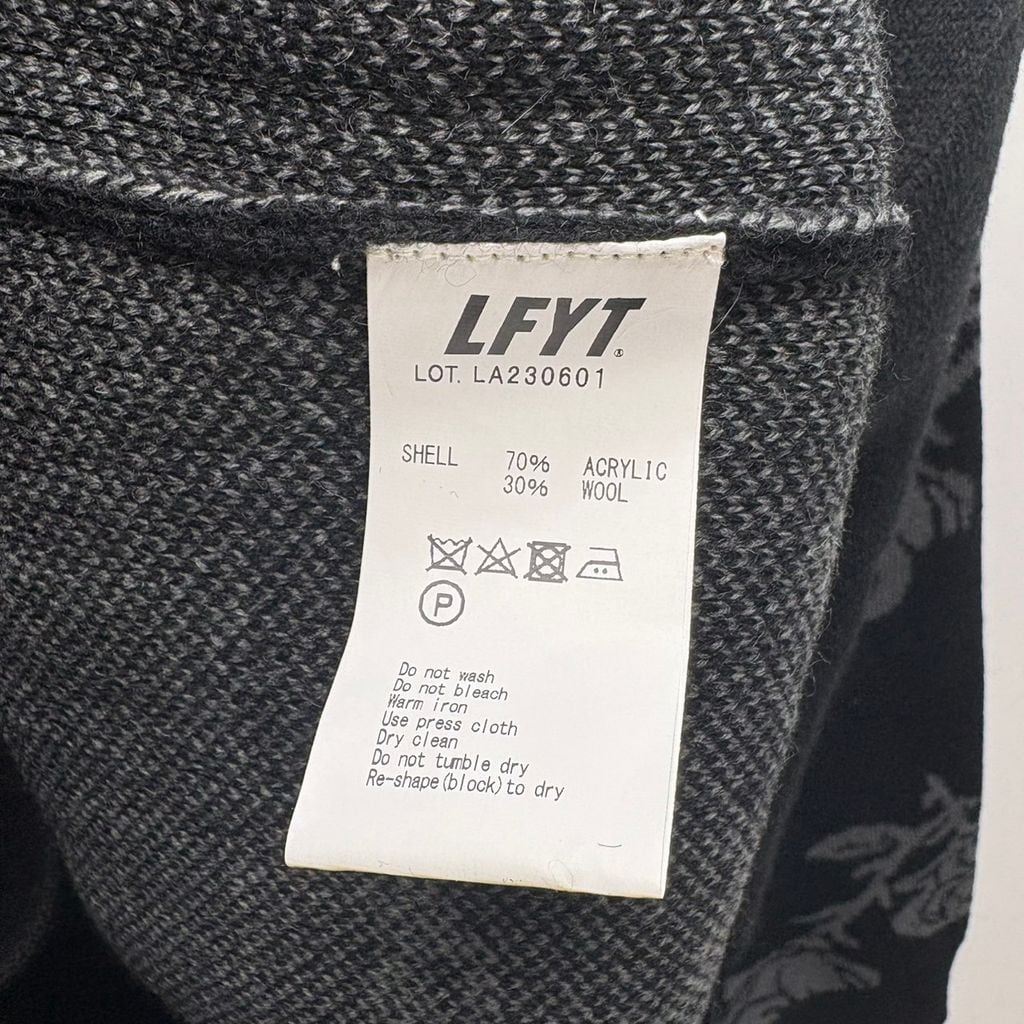 LFYT®
LOT. LA230601
SHELL 70% ACRYLIC
30% WOOL
P
Do not wash
Do not bleach
Warm iron
Use press cloth
Dry clean
Do not tumble dry
Re-shape(block)to dry